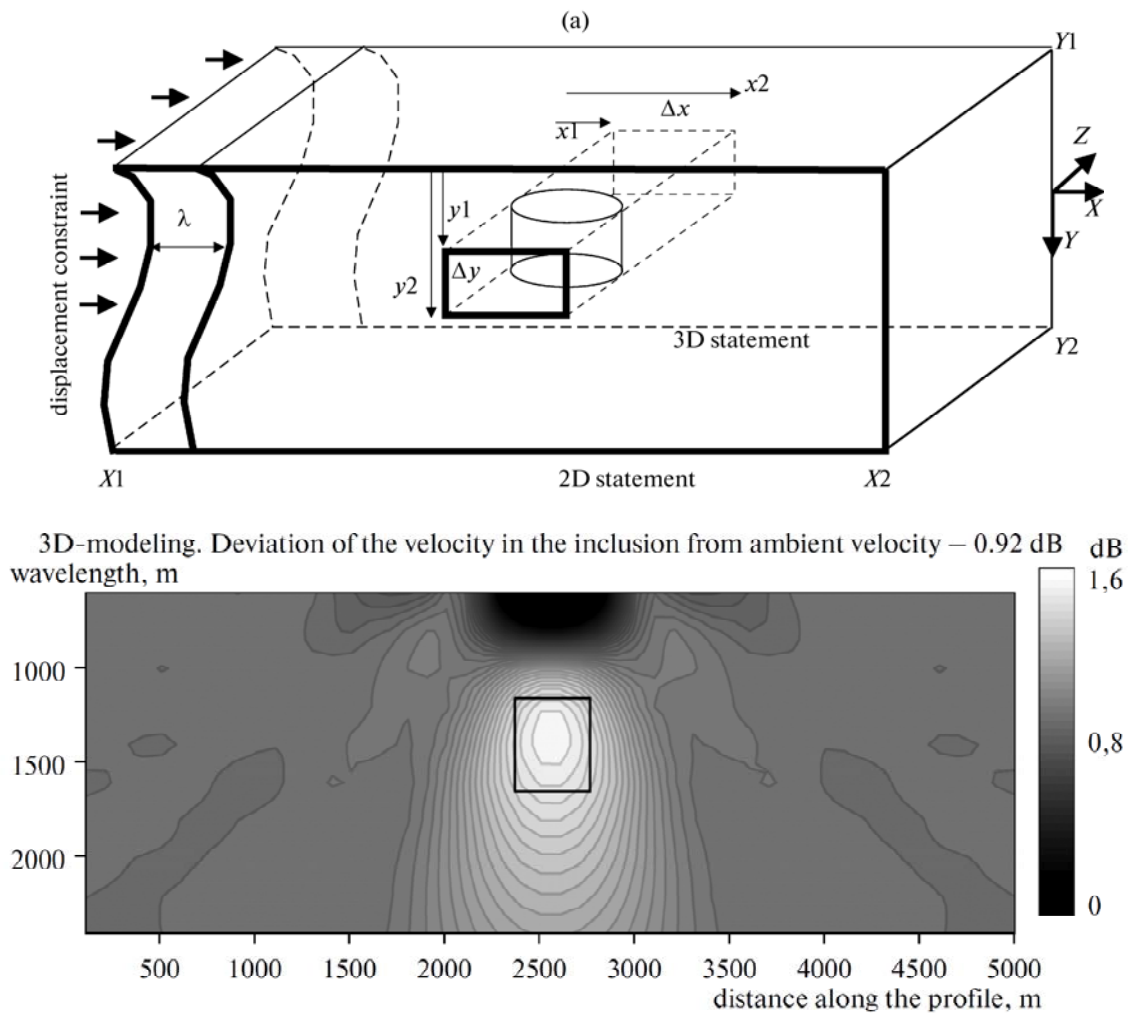 (a)
Y1
x2
Δx
x1
Z
X
Y
displacement constraint
λ
y1
y2
Δy
3D statement
Y2
X1
2D statement
X2
3D-modeling. Deviation of the velocity in the inclusion from ambient velocity – 0.92 dB
dB
wavelength, m
1,6
1000
0,8
1500
2000
0
500 1000 1500 2000 2500 3000 3500 4000 4500 5000
distance along the profile, m